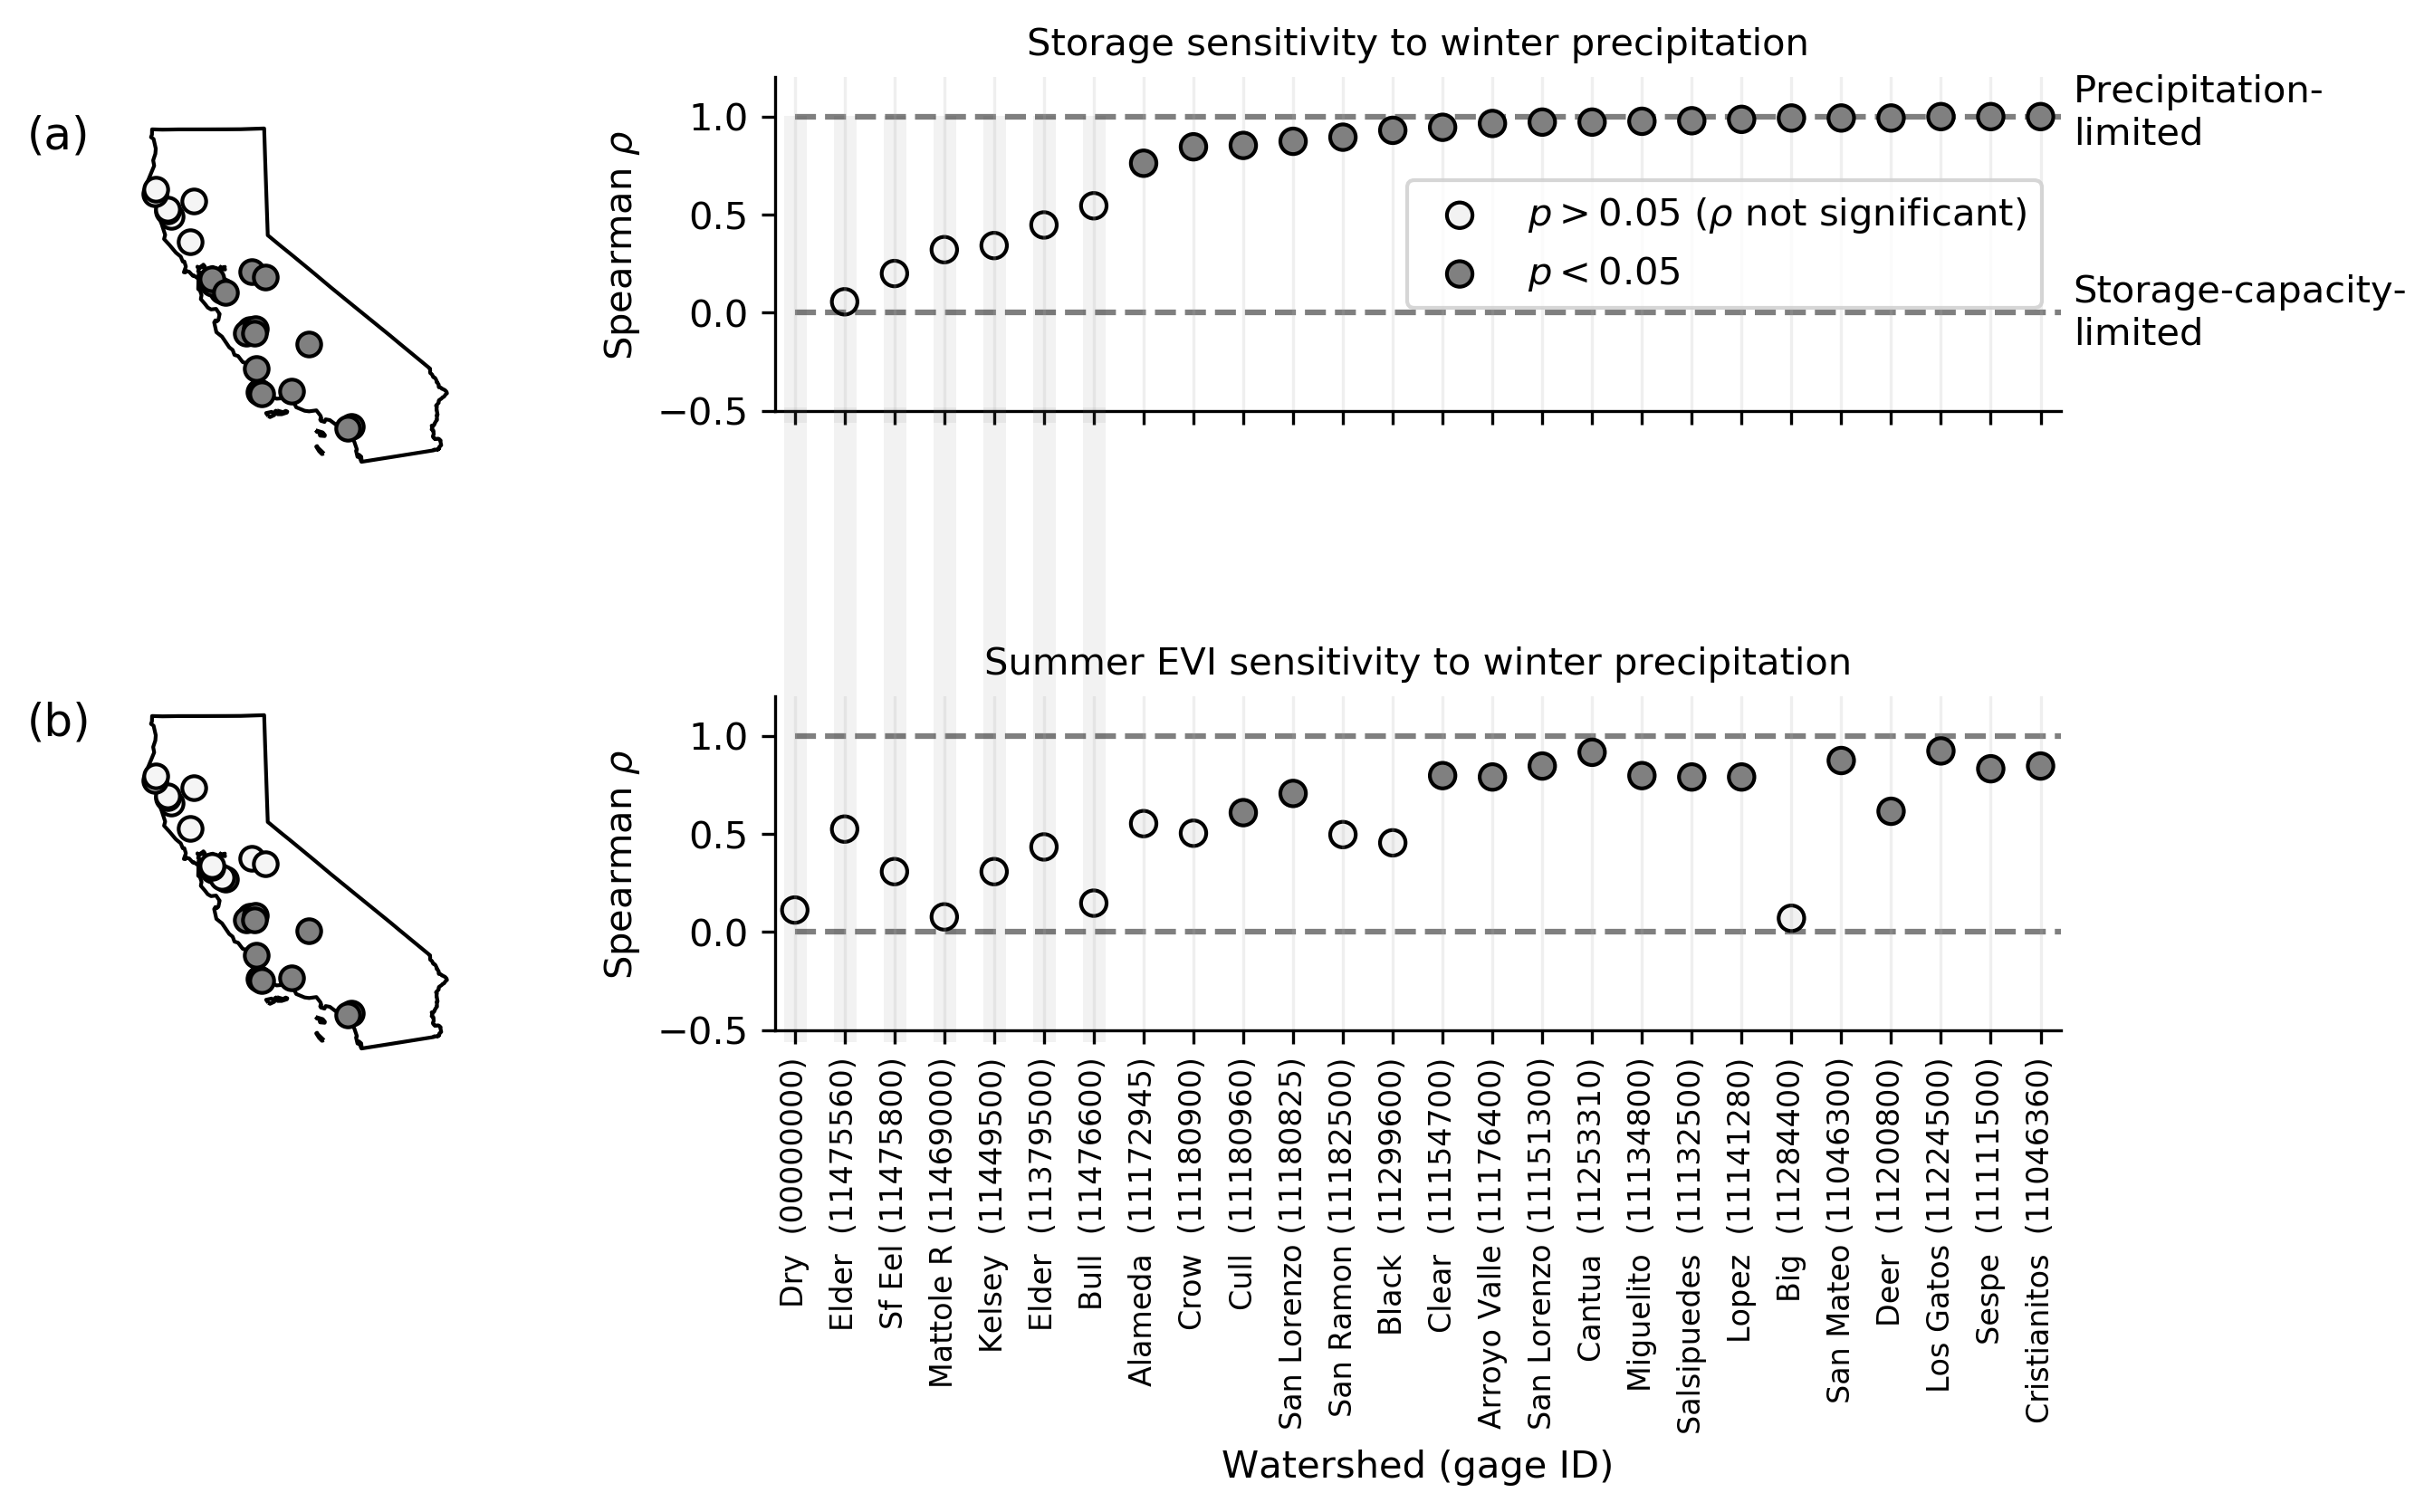 Storage sensitivity to winter precipitation
(a)
Spearman ρ
1.0
0.5
0.0
−0.5
Precipitation-
limited
p > 0.05 (ρ not significant)
p < 0.05
Storage-capacity-
limited
Summer EVI sensitivity to winter precipitation
(b)
Spearman ρ
1.0
0.5
0.0
−0.5
Dry (00000000)
Elder (11475560)
Sf Eel (11475800)
Mattole R (11469000)
Kelsey (11449500)
Elder (11379500)
Bull (11476600)
Alameda (11172945)
Crow (11180900)
Cull (11180960)
San Lorenzo (11180825)
San Ramon (11182500)
Black (11299600)
Clear (11154700)
Arroyo Valle (11176400)
San Lorenzo (11151300)
Cantua (11253310)
Miguelito (11134800)
Salsipuedes (11132500)
Lopez (11141280)
Big (11284400)
San Mateo (11046300)
Deer (11200800)
Los Gatos (11224500)
Sespe (11111500)
Cristianitos (11046360)
Watershed (gage ID)